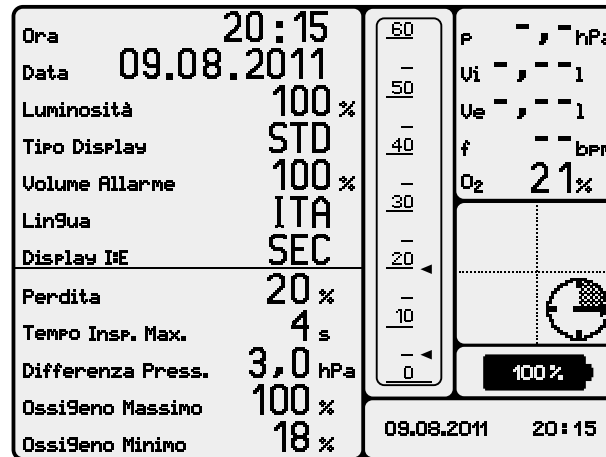 Ora 20:15
Data 09.08.2011
Luminosità 100 %
Tipo Display STD
Volume Allarme 100 %
Lingua ITA
Display I:E SEC
Perdita 20 %
Tempo Insp. Max. 4 s
Differenza Press. 3,0 hPa
Ossigeno Massimo 100 %
Ossigeno Minimo 18 %
60
50
40
30
20
10
0
P -,- hPa
Vi -,-- l
Ve -,-- l
f -- bpm
O2 21%
100 %
09.08.2011 20:15